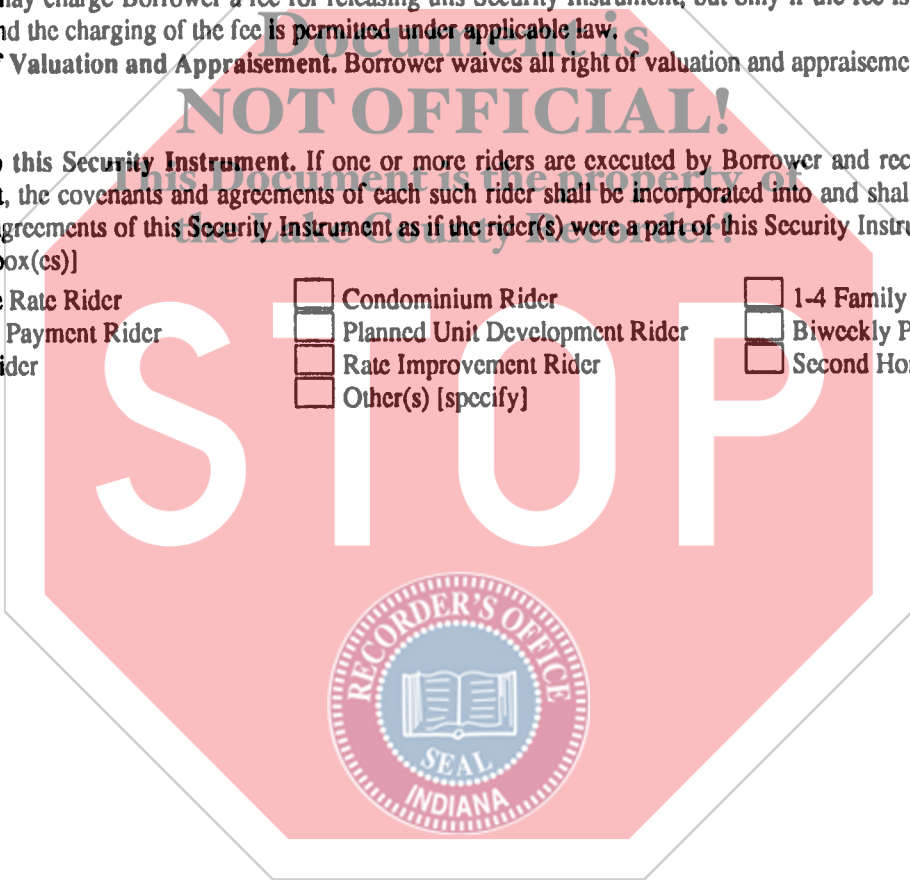 may charge Borrower a fee for releasing this Security Instrument, but only if the fee is
nd the charging of the fee is permitted under applicable law.
Valuation and Appraisement. Borrower waives all right of valuation and appraiseme
this Security Instrument. If one or more riders are executed by Borrower and rec
t, the covenants and agreements of each such rider shall be incorporated into and shal
greements of this Security Instrument as if the rider(s) were a part of this Security Instru
box(es)]
Rate Rider
Condominium Rider
1-4 Family
Payment Rider
Planned Unit Development Rider
Biweekly P
ider
Rate Improvement Rider
Second Ho
Other(s) [specify]
Document is
NOT OFFICIAL!
This Document is the property of
the Lake County Recorder!
STOP
RECORDER'S OFFICE
SEAL
INDIANA